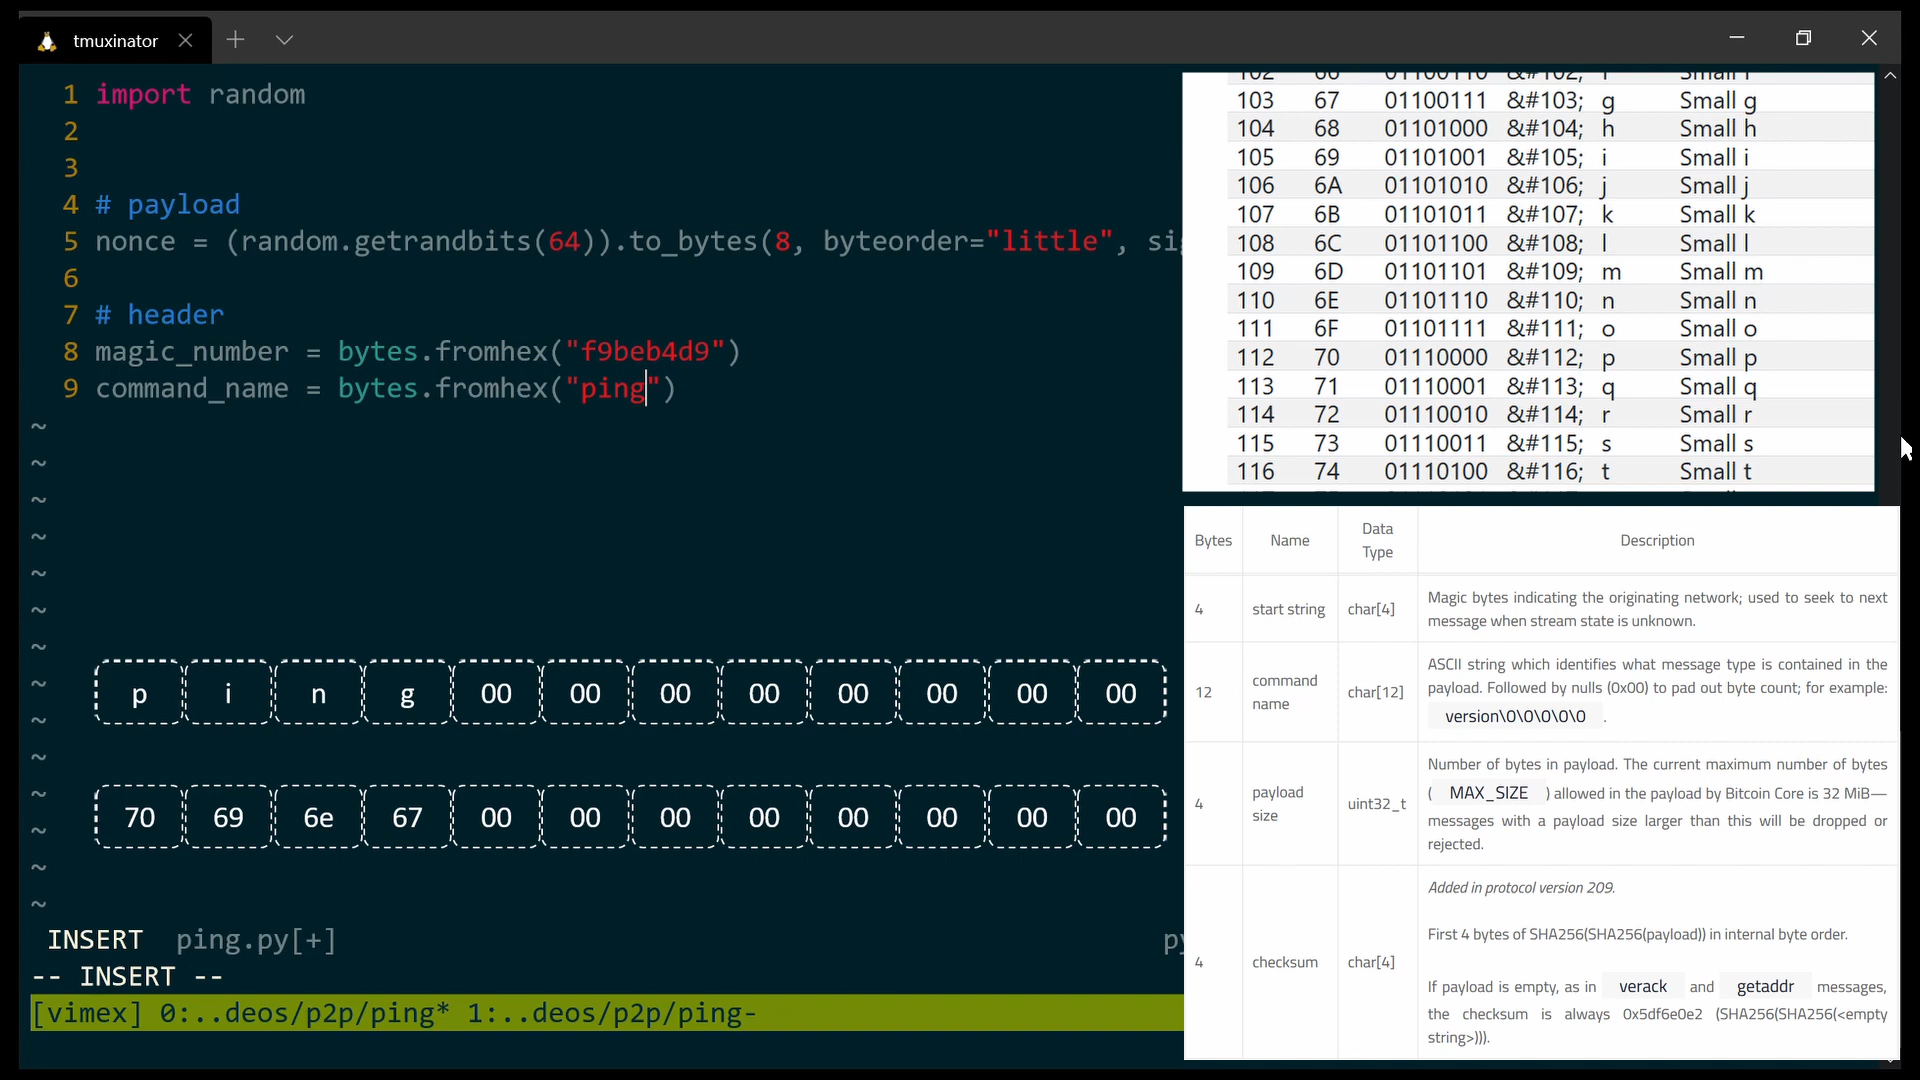 tmuxinator
1 import random
2
3
4 # payload
5 nonce = (random.getrandbits(64)).to_bytes(8, byteorder="little", si
6
7 # header
8 magic_number = bytes.fromhex("f9beb4d9")
9 command_name = bytes.fromhex("ping")
~
~
~
~
~
~
~
~
~
~
~
~
~
~
p i n g 00 00 00 00 00 00 00 00
70 69 6e 67 00 00 00 00 00 00 00 00
INSERT ping.py[+] py
-- INSERT --
[vimex] 0:..deos/p2p/ping* 1:..deos/p2p/ping-
102 66 01100110 &#102; f Small f
103 67 01100111 &#103; g Small g
104 68 01101000 &#104; h Small h
105 69 01101001 &#105; i Small i
106 6A 01101010 &#106; j Small j
107 6B 01101011 &#107; k Small k
108 6C 01101100 &#108; l Small l
109 6D 01101101 &#109; m Small m
110 6E 01101110 &#110; n Small n
111 6F 01101111 &#111; o Small o
112 70 01110000 &#112; p Small p
113 71 01110001 &#113; q Small q
114 72 01110010 &#114; r Small r
115 73 01110011 &#115; s Small s
116 74 01110100 &#116; t Small t
Bytes Name Data Type Description
4 start string char[4] Magic bytes indicating the originating network; used to seek to next
message when stream state is unknown.
12 command name char[12] ASCII string which identifies what message type is contained in the
payload. Followed by nulls (0x00) to pad out byte count; for example:
version\0\0\0\0\0 .
4 payload size uint32_t Number of bytes in payload. The current maximum number of bytes
( MAX_SIZE ) allowed in the payload by Bitcoin Core is 32 MiB—
messages with a payload size larger than this will be dropped or
rejected.
4 checksum char[4] Added in protocol version 209.
First 4 bytes of SHA256(SHA256(payload)) in internal byte order.
If payload is empty, as in verack and getaddr messages,
the checksum is always 0x5df6e0e2 (SHA256(SHA256(<empty
string>))).